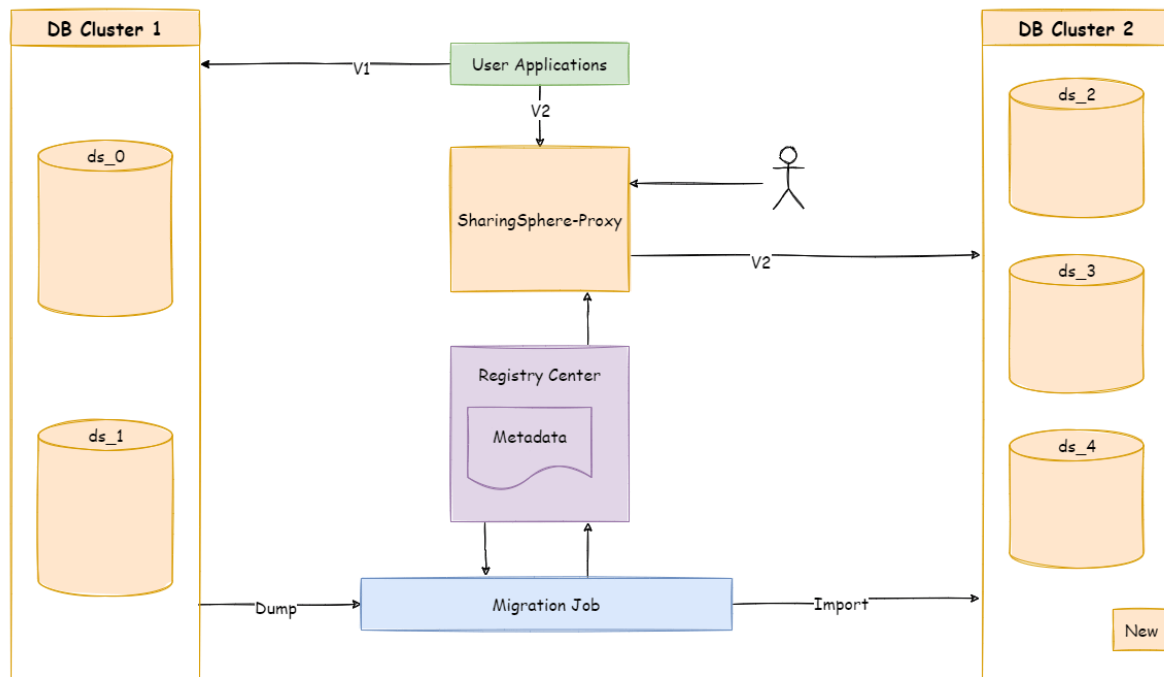 DB Cluster 1
DB Cluster 2
User Applications
V1
V2
ds_2
ds_0
SharingSphere-Proxy
V2
ds_3
Registry Center
Metadata
ds_1
ds_4
Dump
Migration Job
Import
New